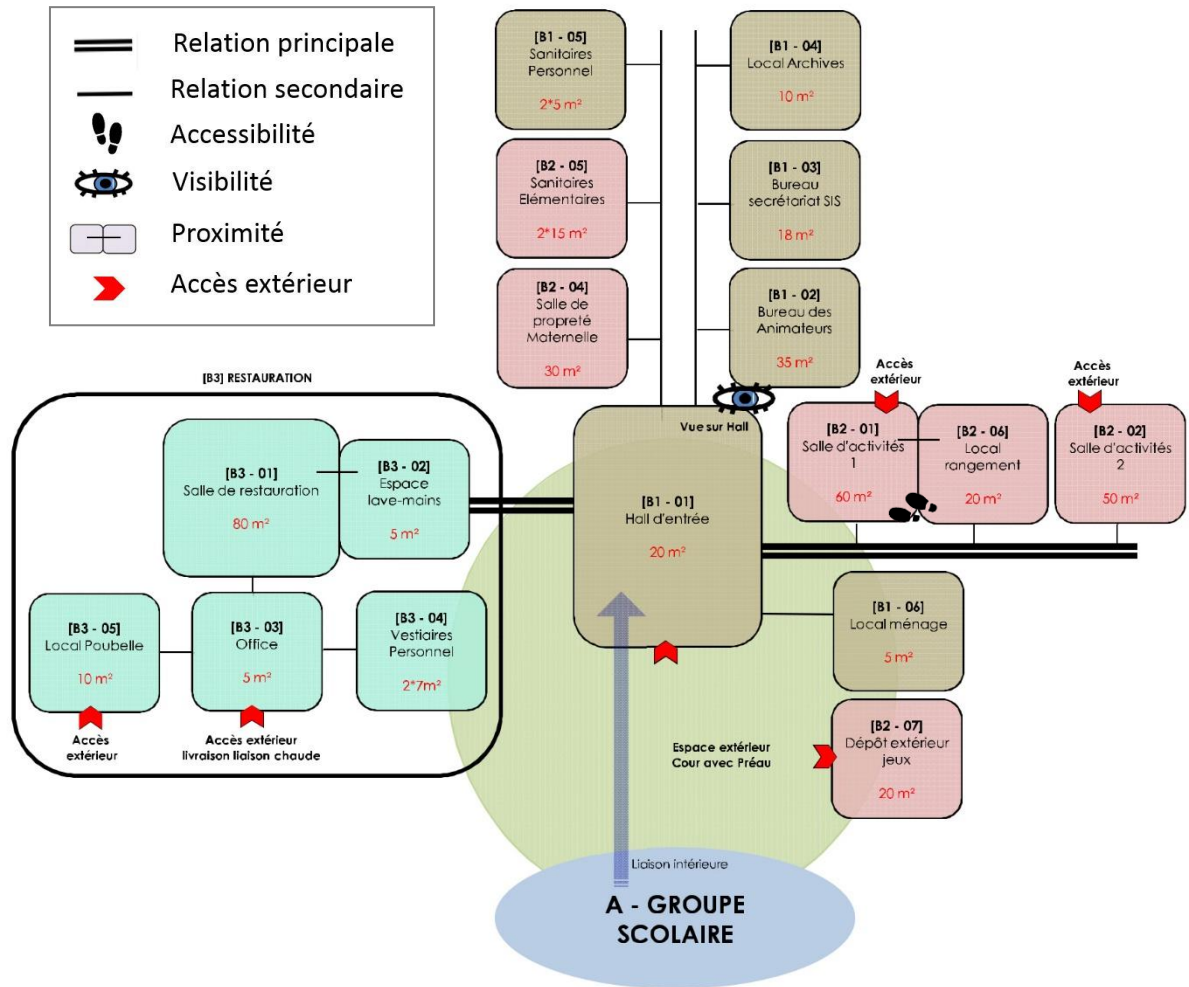 Relation principale
Relation secondaire
Accessibilité
Visibilité
Proximité
Accès extérieur
[B1 - 05]
Sanitaires
Personnel
2*5 m²
[B1 - 04]
Local Archives
10 m²
[B2 - 05]
Sanitaires
Elémentaires
2*15 m²
[B1 - 03]
Bureau
secrétariat SIS
18 m²
[B2 - 04]
Salle de
propreté
Maternelle
30 m²
[B1 - 02]
Bureau des
Animateurs
35 m²
[B3] RESTAURATION
[B3 - 01]
Salle de restauration
80 m²
[B3 - 02]
Espace
lave-mains
5 m²
[B3 - 05]
Local Poubelle
10 m²
[B3 - 03]
Office
5 m²
[B3 - 04]
Vestiaires
Personnel
2*7m²
Accès
extérieur
Accès extérieur
livraison liaison chaude
Vue sur Hall
[B1 - 01]
Hall d'entrée
20 m²
Accès
extérieur
Accès
extérieur
[B2 - 01]
Salle d'activités
1
60 m²
[B2 - 06]
Local
rangement
20 m²
[B2 - 02]
Salle d'activités
2
50 m²
[B1 - 06]
Local ménage
5 m²
Espace extérieur
Cour avec Préau
[B2 - 07]
Dépôt extérieur
jeux
20 m²
Liaison intérieure
A - GROUPE
SCOLAIRE